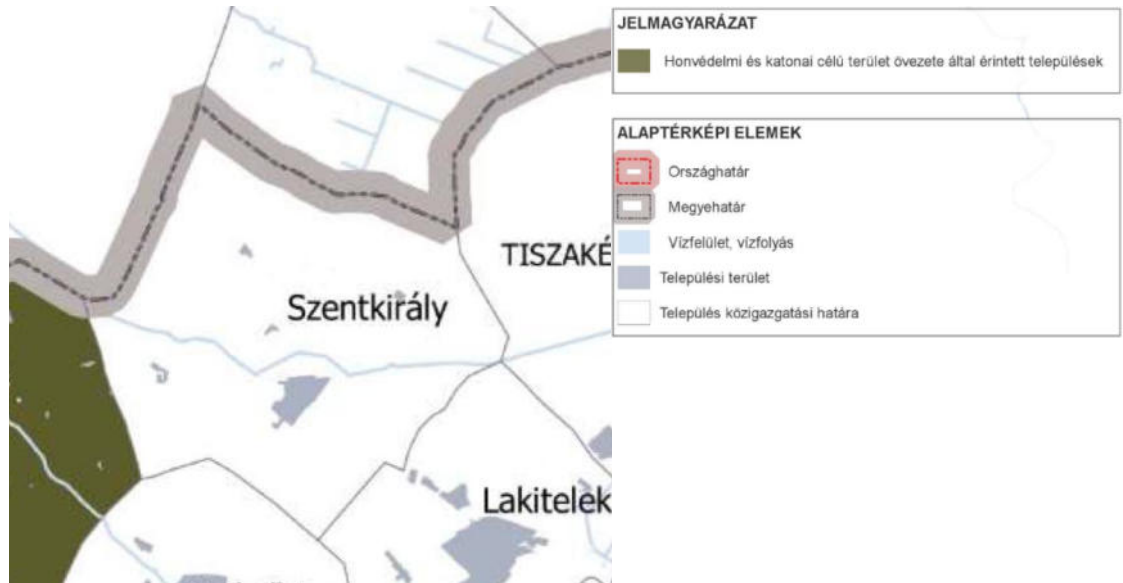 TISZAKÉ
Szentkirály
Lakitelek
JELMAGYARÁZAT
Honvédelmi és katonai célú terület övezete által érintett települések
ALAPTÉRKÉPI ELEMEK
Országhatár
Megyehatár
Vízfelület, vízfolyás
Települési terület
Település közigazgatási határa